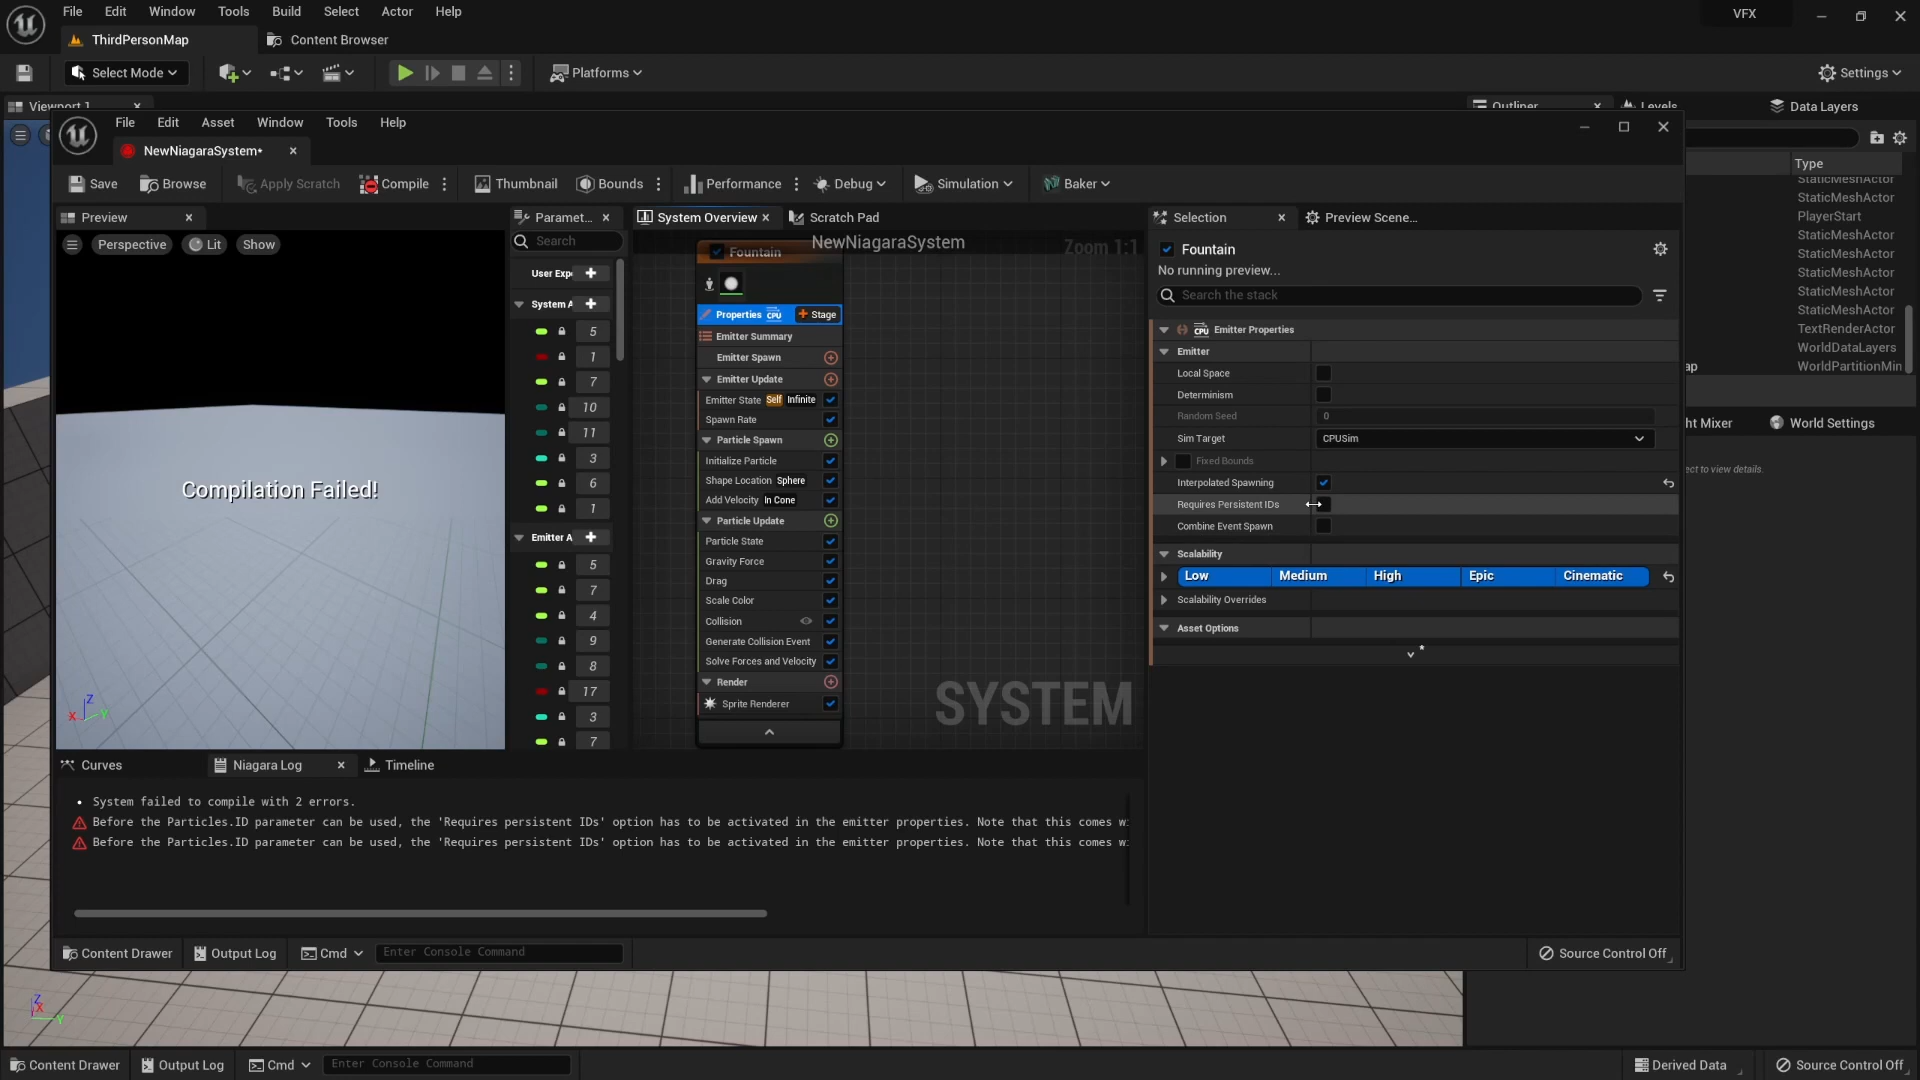 File Edit Window Tools Build Select Actor Help
VFX
ThirdPersonMap
Content Browser
Select Mode
Platforms
Settings
Viewport 1
Outliner
Levels
Data Layers
File Edit Asset Window Tools Help
NewNiagaraSystem*
Save
Browse
Apply Scratch
Compile
Thumbnail
Bounds
Performance
Debug
Simulation
Baker
Preview
Paramet...
System Overview
Scratch Pad
Selection
Preview Scene...
Perspective
Lit
Show
Search
NewNiagaraSystem
Zoom 1:1
Compilation Failed!
Z
X
Y
User Exp
System A
5
1
7
10
11
3
6
1
Emitter A
5
7
4
9
8
17
3
7
Fountain
Properties CPU Stage
Emitter Summary
Emitter Spawn
Emitter Update
Emitter State Self Infinite
Spawn Rate
Particle Spawn
Initialize Particle
Shape Location Sphere
Add Velocity In Cone
Particle Update
Particle State
Gravity Force
Drag
Scale Color
Collision
Generate Collision Event
Solve Forces and Velocity
Render
Sprite Renderer
SYSTEM
Fountain
No running preview...
Search the stack
CPU Emitter Properties
Emitter
Local Space
Determinism
Random Seed 0
Sim Target CPUSim
Fixed Bounds
Interpolated Spawning
Requires Persistent IDs
Combine Event Spawn
Scalability
Low Medium High Epic Cinematic
Scalability Overrides
Asset Options
*
Type
StaticMeshActor
StaticMeshActor
PlayerStart
StaticMeshActor
StaticMeshActor
StaticMeshActor
StaticMeshActor
StaticMeshActor
TextRenderActor
WorldDataLayers
ap WorldPartitionMin
ht Mixer
World Settings
ect to view details.
Curves
Niagara Log
Timeline
• System failed to compile with 2 errors.
Before the Particles.ID parameter can be used, the 'Requires persistent IDs' option has to be activated in the emitter properties. Note that this comes w
Before the Particles.ID parameter can be used, the 'Requires persistent IDs' option has to be activated in the emitter properties. Note that this comes w
Content Drawer
Output Log
Cmd
Enter Console Command
Source Control Off
Z
X
Y
Content Drawer
Output Log
Cmd
Enter Console Command
Derived Data
Source Control Off